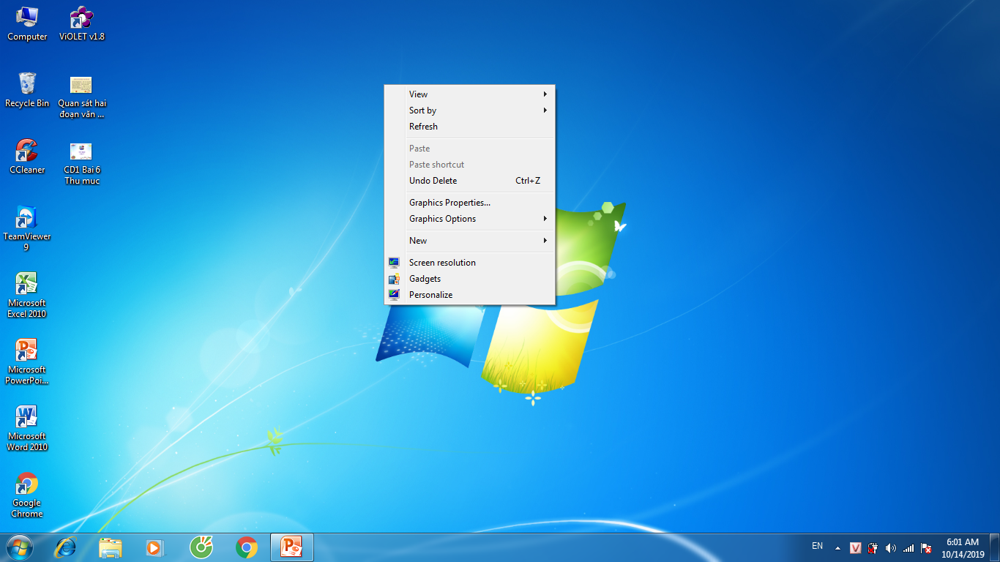 Computer
ViOLET v1.8
Recycle Bin
Quan sát hai
đoạn văn ...
CCleaner
CD1 Bai 6
Thu muc
TeamViewer
9
Microsoft
Excel 2010
Microsoft
PowerPoi...
Microsoft
Word 2010
Google
Chrome
View
Sort by
Refresh
Paste
Paste shortcut
Undo Delete Ctrl+Z
Graphics Properties...
Graphics Options
New
Screen resolution
Gadgets
Personalize
EN
6:01 AM
10/14/2019